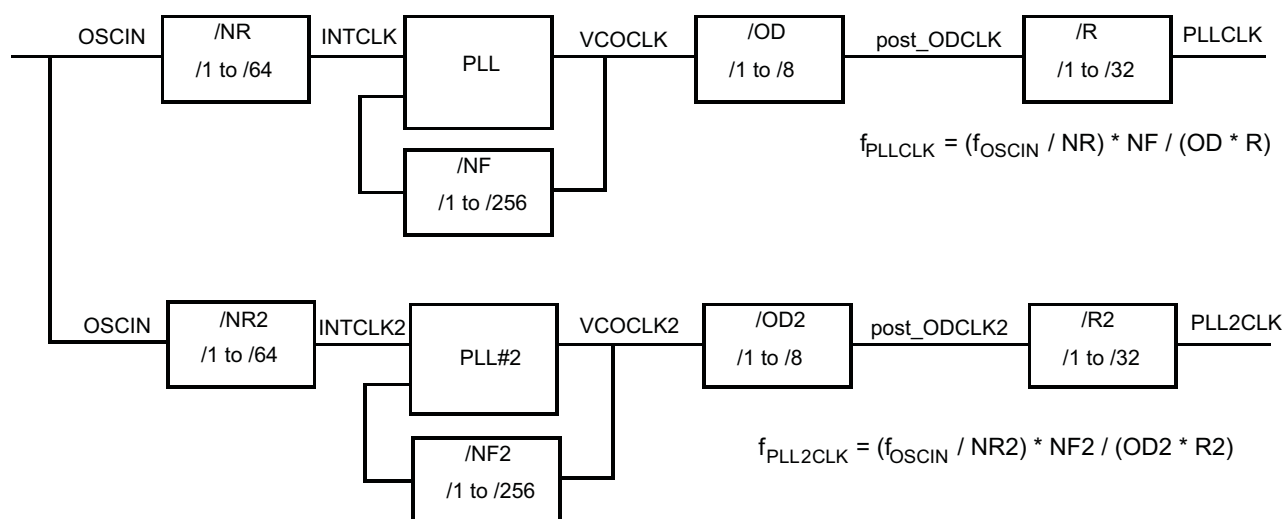 OSCIN
/NR
/1 to /64
INTCLK
PLL
/NF
/1 to /256
VCOCLK
/OD
/1 to /8
post_ODCLK
/R
/1 to /32
PLLCLK
fPLLCLK = (fOSCIN / NR) * NF / (OD * R)
OSCIN
/NR2
/1 to /64
INTCLK2
PLL#2
/NF2
/1 to /256
VCOCLK2
/OD2
/1 to /8
post_ODCLK2
/R2
/1 to /32
PLL2CLK
fPLL2CLK = (fOSCIN / NR2) * NF2 / (OD2 * R2)